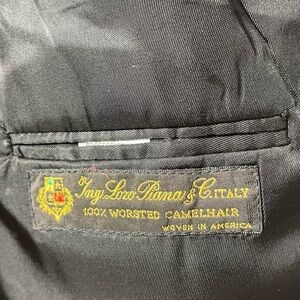 Ing. Loro Piana & C. ITALY
100% WORSTED CAMELHAIR
WOVEN IN AMERICA